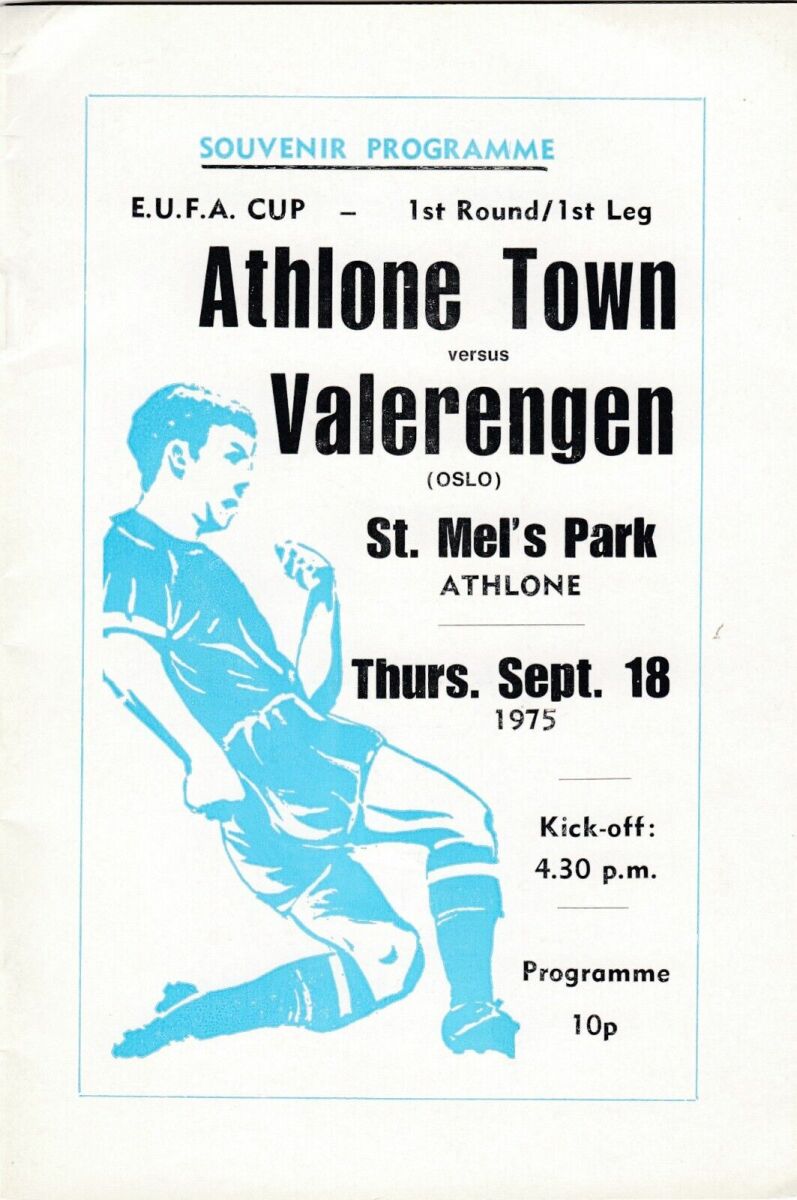 SOUVENIR PROGRAMME
E.U.F.A. CUP – 1st Round/1st Leg
Athlone Town
versus
Valerengen
(OSLO)
St. Mel's Park
ATHLONE
Thurs. Sept. 18
1975
Kick-off:
4.30 p.m.
Programme
10p